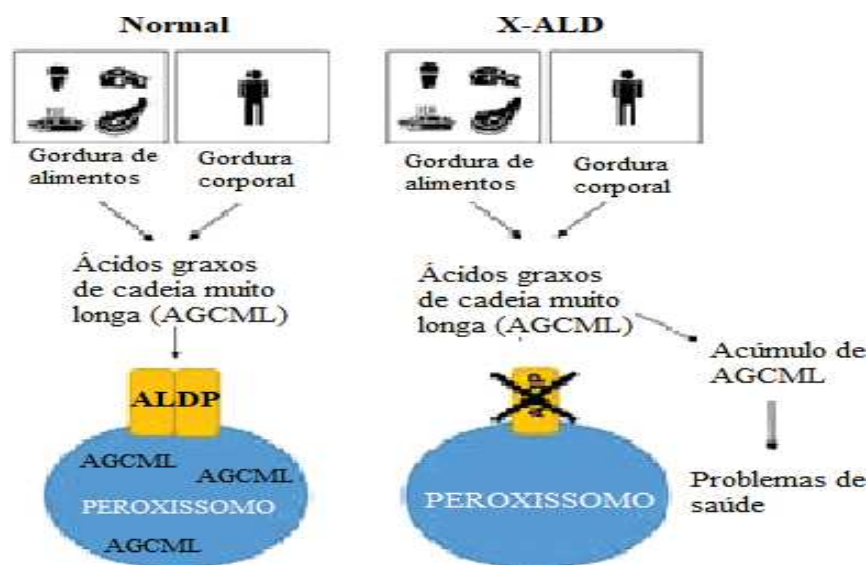 Normal
Gordura de
alimentos
Gordura
corporal
Ácidos graxos
de cadeia muito
longa (AGCML)
ALDP
AGCML
AGCML
PEROXISSOMO
AGCML
X-ALD
Gordura de
alimentos
Gordura
corporal
Ácidos graxos
de cadeia muito
longa (AGCML)
PEROXISSOMO
Acúmulo de
AGCML
Problemas de
saúde